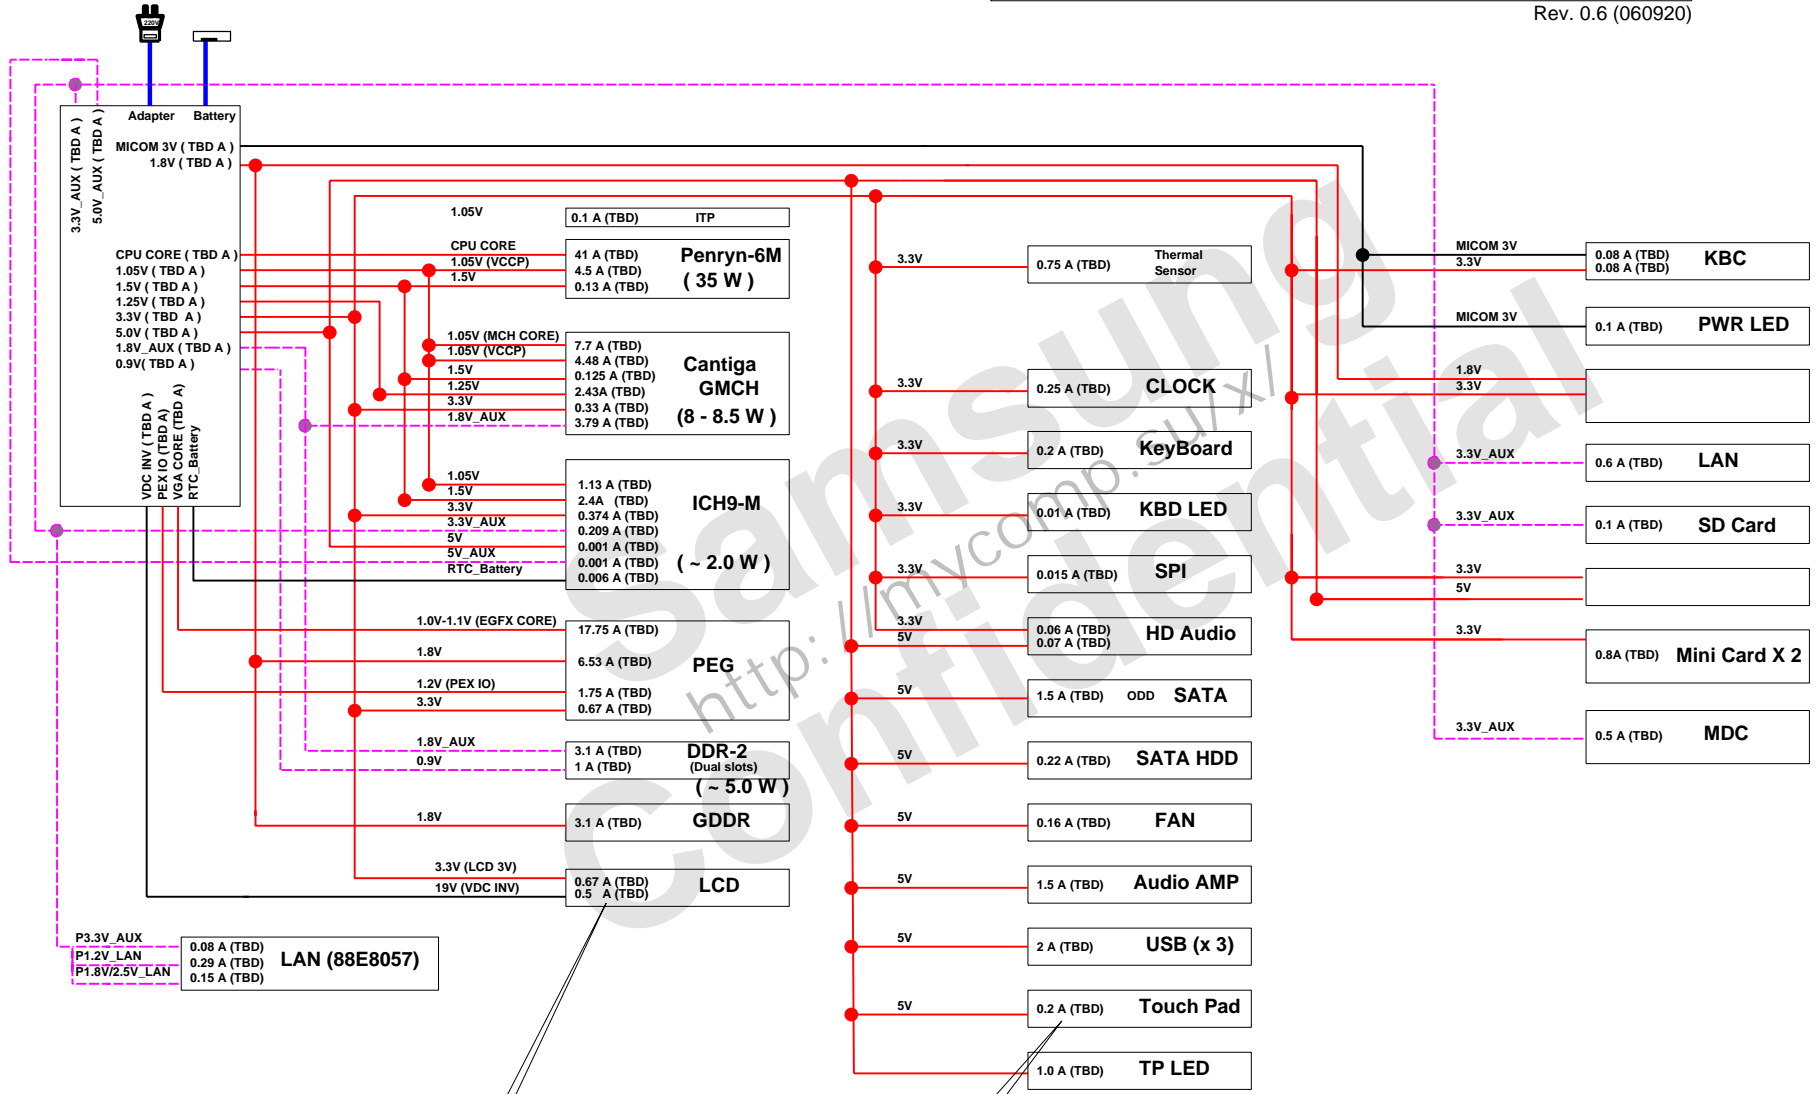 Rev. 0.6 (060920)
220V
Adapter
Battery
3.3V_AUX ( TBD A )
5.0V_AUX ( TBD A )
MICOM 3V ( TBD A )
1.8V ( TBD A )
CPU CORE ( TBD A )
1.05V ( TBD A )
1.5V ( TBD A )
1.25V ( TBD A )
3.3V ( TBD A )
5.0V ( TBD A )
1.8V_AUX ( TBD A )
0.9V( TBD A )
VDC INV ( TBD A )
PEX IO (TBD A)
VGA CORE (TBD A)
RTC_Battery
1.05V
0.1 A (TBD) ITP
CPU CORE
1.05V (VCCP)
1.5V
41 A (TBD)
4.5 A (TBD)
0.13 A (TBD)
Penryn-6M
( 35 W )
1.05V (MCH CORE)
1.05V (VCCP)
1.5V
1.25V
3.3V
1.8V_AUX
7.7 A (TBD)
4.48 A (TBD)
0.125 A (TBD)
2.43A (TBD)
0.33 A (TBD)
3.79 A (TBD)
Cantiga
GMCH
(8 - 8.5 W )
1.05V
1.5V
3.3V
3.3V_AUX
5V
5V_AUX
RTC_Battery
1.13 A (TBD)
2.4A (TBD)
0.374 A (TBD)
0.209 A (TBD)
0.001 A (TBD)
0.001 A (TBD)
0.006 A (TBD)
ICH9-M
( ~ 2.0 W )
1.0V-1.1V (EGFX CORE)
1.8V
1.2V (PEX IO)
3.3V
17.75 A (TBD)
6.53 A (TBD)
1.75 A (TBD)
0.67 A (TBD)
PEG
1.8V_AUX
0.9V
3.1 A (TBD)
1 A (TBD)
DDR-2
(Dual slots)
( ~ 5.0 W )
1.8V
3.1 A (TBD)
GDDR
3.3V (LCD 3V)
19V (VDC INV)
0.67 A (TBD)
0.5 A (TBD)
LCD
P3.3V_AUX
P1.2V_LAN
P1.8V/2.5V_LAN
0.08 A (TBD)
0.29 A (TBD)
0.15 A (TBD)
LAN (88E8057)
3.3V
0.75 A (TBD)
Thermal
Sensor
3.3V
0.25 A (TBD)
CLOCK
3.3V
0.2 A (TBD)
KeyBoard
3.3V
0.01 A (TBD)
KBD LED
3.3V
0.015 A (TBD)
SPI
3.3V
5V
0.06 A (TBD)
0.07 A (TBD)
HD Audio
5V
1.5 A (TBD) ODD SATA
5V
0.22 A (TBD)
SATA HDD
5V
0.16 A (TBD)
FAN
5V
1.5 A (TBD)
Audio AMP
5V
2 A (TBD)
USB (x 3)
5V
0.2 A (TBD)
Touch Pad
1.0 A (TBD)
TP LED
MICOM 3V
3.3V
0.08 A (TBD)
0.08 A (TBD)
KBC
MICOM 3V
0.1 A (TBD)
PWR LED
1.8V
3.3V
3.3V_AUX
0.6 A (TBD)
LAN
3.3V_AUX
0.1 A (TBD)
SD Card
3.3V
5V
3.3V
0.8A (TBD)
Mini Card X 2
3.3V_AUX
0.5 A (TBD)
MDC
Samsung
Confidential
http://mycomp.su/x/